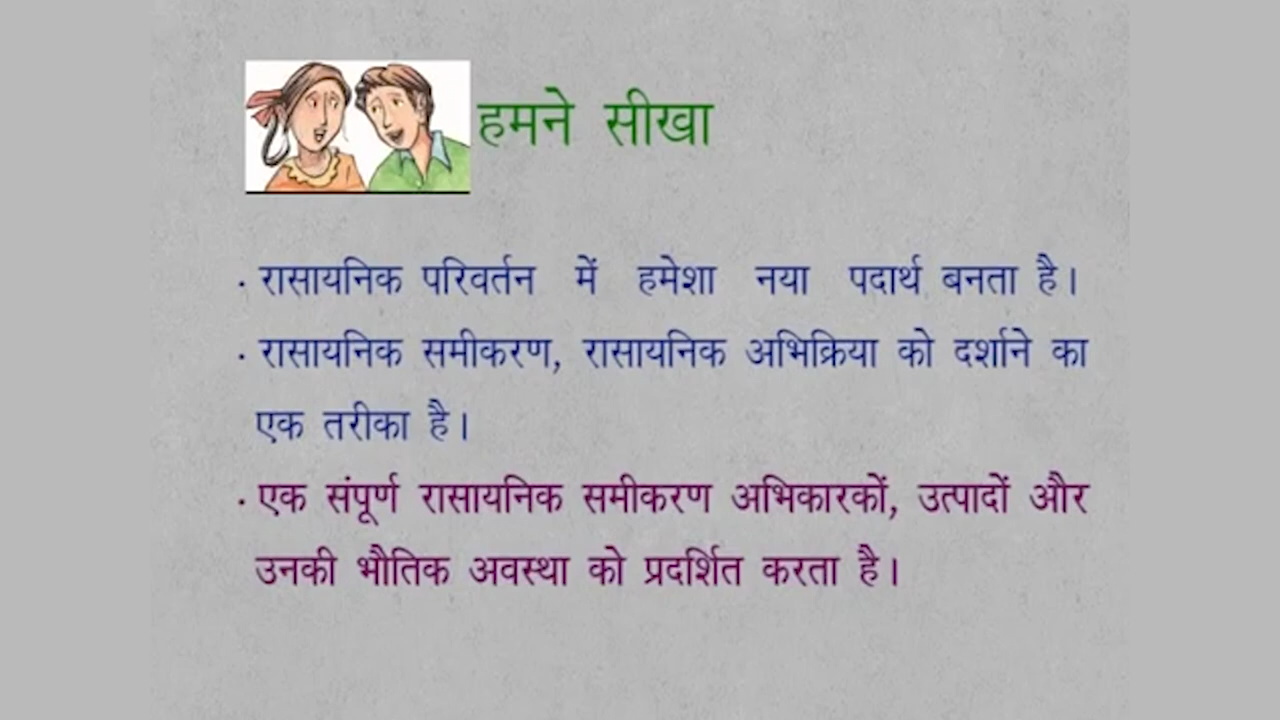 हमने सीखा
· रासायनिक परिवर्तन में हमेशा नया पदार्थ बनता है।
· रासायनिक समीकरण, रासायनिक अभिक्रिया को दर्शाने का
एक तरीका है।
· एक संपूर्ण रासायनिक समीकरण अभिकारकों, उत्पादों और
उनकी भौतिक अवस्था को प्रदर्शित करता है।